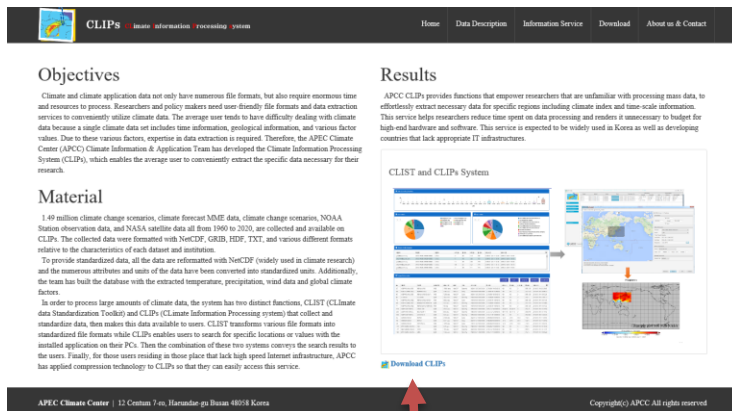 CLIPs Climate Information Processing System
Home Data Description Information Service Download About us & Contact
Objectives
Climate and climate application data not only have numerous file formats, but also require enormous time
and resources to process. Researchers and policy makers need user-friendly file formats and data extraction
services to conveniently utilize climate data. The average user tends to have difficulty dealing with climate
data because a single climate data set includes time information, geological information, and various factor
values. Due to these various factors, expertise in data extraction is required. Therefore, the APEC Climate
Center (APCC) Climate Information & Application Team has developed the Climate Information Processing
System (CLIPs), which enables the average user to conveniently extract the specific data necessary for their
research.
Material
1.49 million climate change scenarios, climate forecast MME data, climate change scenarios, NOAA
Station observation data, and NASA satellite data all from 1960 to 2020, are collected and available on
CLIPs. The collected data were formatted with NetCDF, GRIB, HDF, TXT, and various different formats
relative to the characteristics of each dataset and institution.
To provide standardized data, all the data are reformatted with NetCDF (widely used in climate research)
and the numerous attributes and units of the data have been converted into standardized units. Additionally,
the team has built the database with the extracted temperature, precipitation, wind data and global climate
factors.
In order to process large amounts of climate data, the system has two distinct functions, CLIST (CLImate
data Standardization Toolkit) and CLIPs (Climate Information Processing system) that collect and
standardize data, then makes this data available to users. CLIST transforms various file formats into
standardized file formats while CLIPs enables users to search for specific locations or values with the
installed application on their PCs. Then the combination of these two systems conveys the search results to
the users. Finally, for those users residing in those place that lack high speed Internet infrastructure, APCC
has applied compression technology to CLIPs so that they can easily access this service.
Results
APCC CLIPs provides functions that empower researchers that are unfamiliar with processing mass data, to
effortlessly extract necessary data for specific regions including climate index and time-scale information.
This service helps researchers reduce time spent on data processing and renders it unnecessary to budget for
high-end hardware and software. This service is expected to be widely used in Korea as well as developing
countries that lack appropriate IT infrastructures.
CLIST and CLIPs System
Download CLIPs
APEC Climate Center | 12 Centum 7-ro, Haeundae-gu Busan 48058 Korea
Copyright(c) APCC All rights reserved